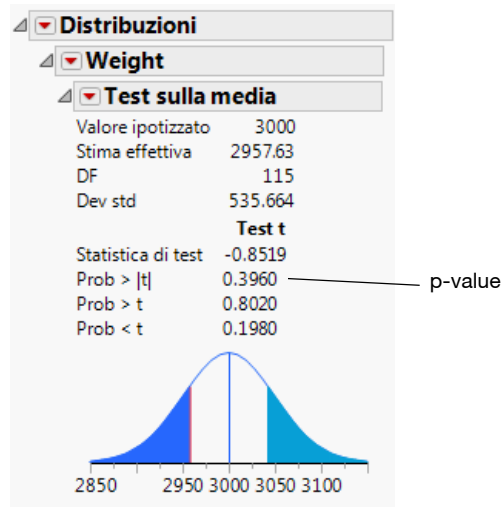 Distribuzioni
Weight
Test sulla media
Valore ipotizzato 3000
Stima effettiva 2957.63
DF 115
Dev std 535.664
Test t
Statistica di test -0.8519
Prob > |t| 0.3960 p-value
Prob > t 0.8020
Prob < t 0.1980
2850 2950 3000 3050 3100